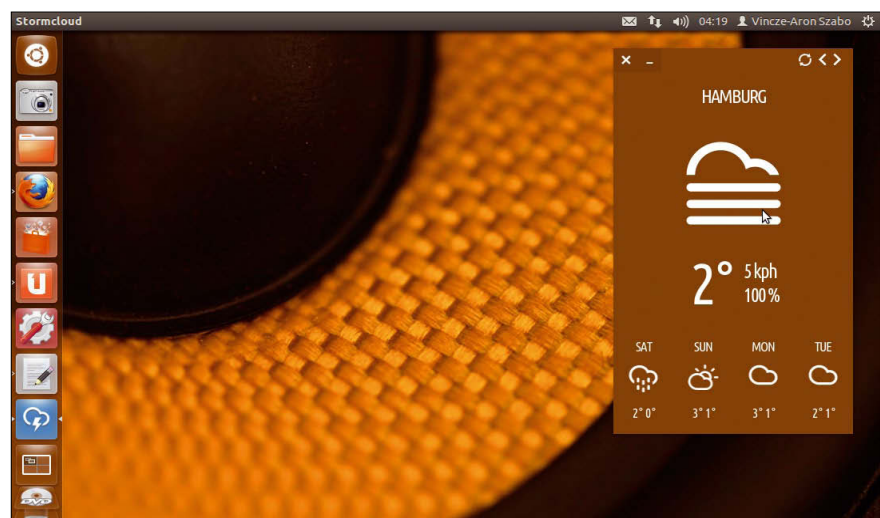 Stormcloud
04:19 Vincze-Aron Szabo
HAMBURG
2° 5 kph
100 %
SAT SUN MON TUE
2° 0° 3° 1° 3° 1° 2° 1°
DVD